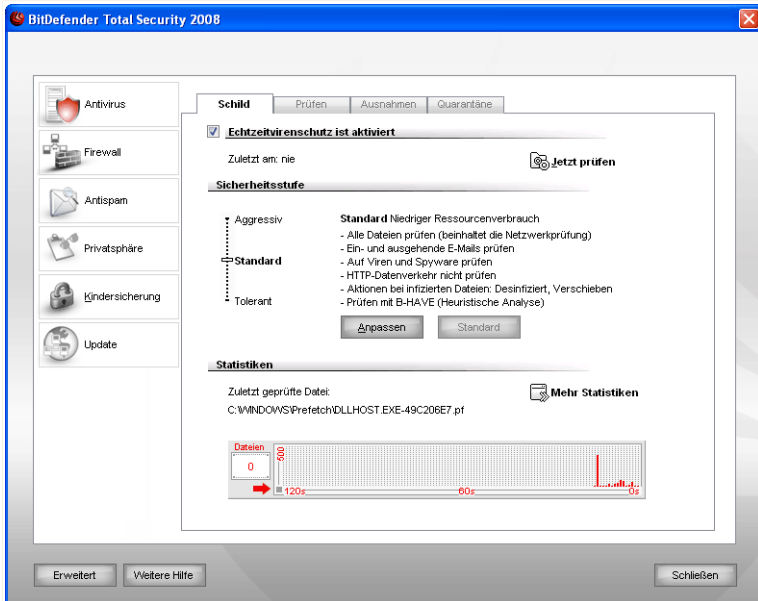 BitDefender Total Security 2008
Antivirus
Firewall
Antispam
Privatsphäre
Kindersicherung
Update
Schild
Prüfen
Ausnahmen
Quarantäne
Echtzeitvirenschutz ist aktiviert
Zuletzt am: nie
Jetzt prüfen
Sicherheitsstufe
Aggressiv
Standard
Tolerant
Standard Niedriger Ressourcenverbrauch
- Alle Dateien prüfen (beinhaltet die Netzwerkprüfung)
- Ein- und ausgehende E-Mails prüfen
- Auf Viren und Spyware prüfen
- HTTP-Datenverkehr nicht prüfen
- Aktionen bei infizierten Dateien: Desinfiziert, Verschieben
- Prüfen mit B-HAVE (Heuristische Analyse)
Anpassen
Standard
Statistiken
Zuletzt geprüfte Datei:
Mehr Statistiken
C:\WINDOWS\Prefetch\DLLHOST.EXE-49C206E7.pf
Dateien
0
500
120s
60s
0s
Erweitert
Weitere Hilfe
Schließen